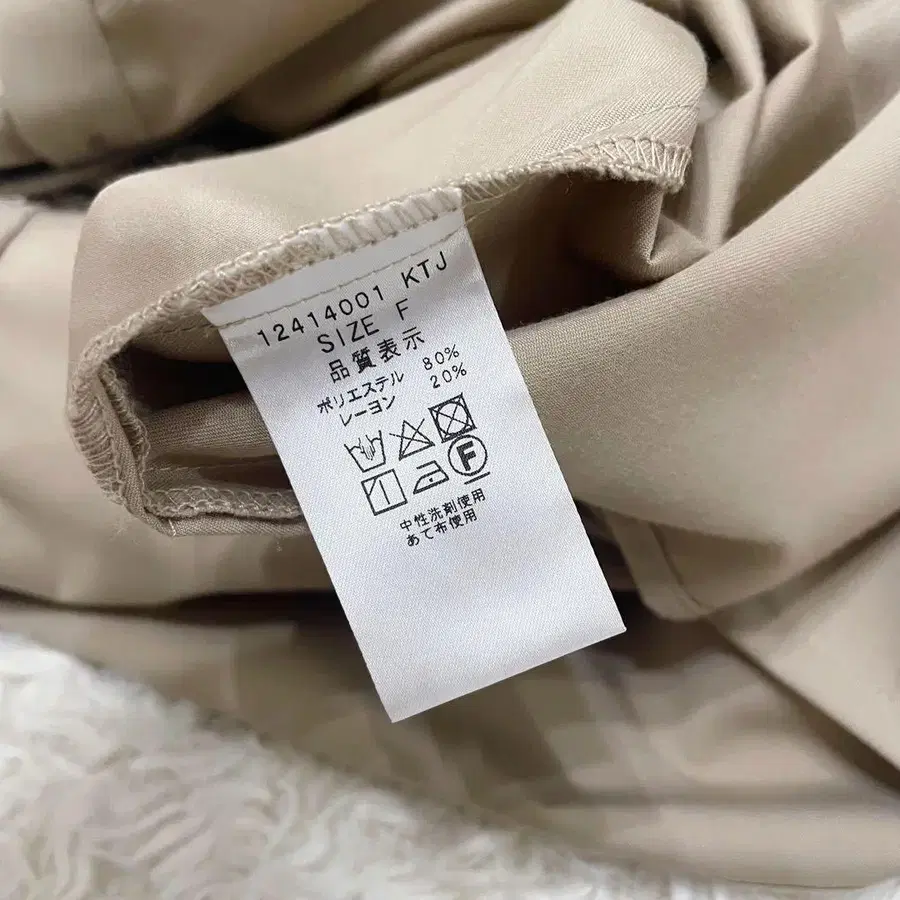 12414001 KTJ
SIZE F
品質表示
ポリエステル 80%
レーヨン 20%
F
中性洗剤使用
あて布使用